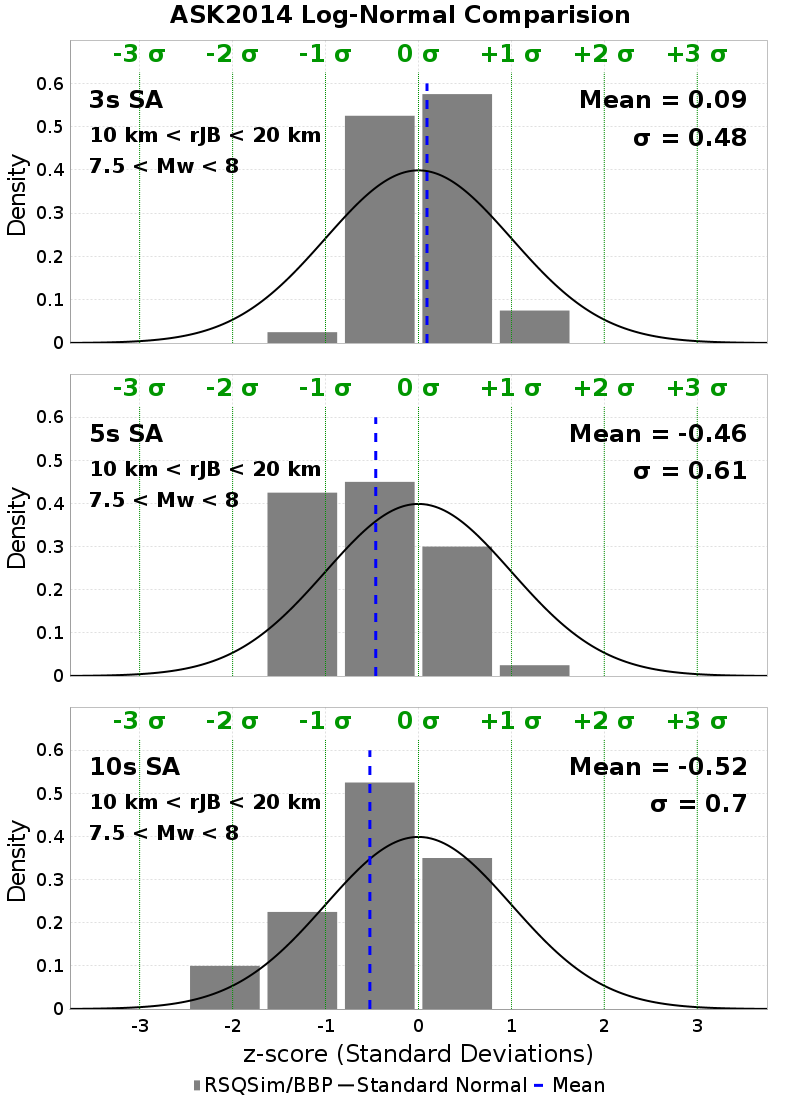 ASK2014 Log-Normal Comparision
-3 σ -2 σ -1 σ 0 σ +1 σ +2 σ +3 σ
3s SA
10 km < rJB < 20 km
7.5 < Mw < 8
Mean = 0.09
σ = 0.48
Density
0.6
0.5
0.4
0.3
0.2
0.1
0
-3 σ -2 σ -1 σ 0 σ +1 σ +2 σ +3 σ
5s SA
10 km < rJB < 20 km
7.5 < Mw < 8
Mean = -0.46
σ = 0.61
Density
0.6
0.5
0.4
0.3
0.2
0.1
0
-3 σ -2 σ -1 σ 0 σ +1 σ +2 σ +3 σ
10s SA
10 km < rJB < 20 km
7.5 < Mw < 8
Mean = -0.52
σ = 0.7
Density
0.6
0.5
0.4
0.3
0.2
0.1
0
-3 -2 -1 0 1 2 3
z-score (Standard Deviations)
RSQSim/BBP Standard Normal Mean